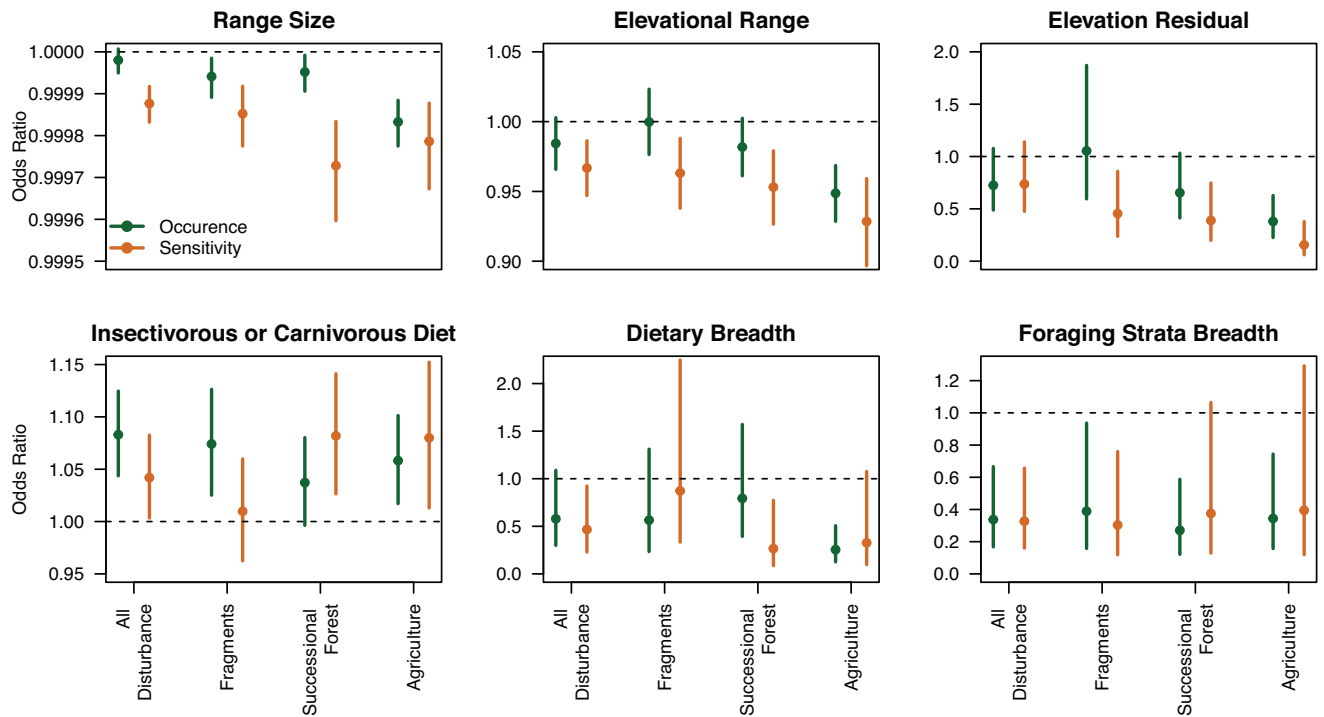 Range Size
Elevational Range
Elevation Residual
Odds Ratio
1.0000
0.9999
0.9998
0.9997
0.9996
0.9995
Occurence
Sensitivity
1.05
1.00
0.95
0.90
2.0
1.5
1.0
0.5
0.0
Insectivorous or Carnivorous Diet
Dietary Breadth
Foraging Strata Breadth
Odds Ratio
1.15
1.10
1.05
1.00
0.95
2.0
1.5
1.0
0.5
0.0
1.2
1.0
0.8
0.6
0.4
0.2
0.0
All
Disturbance
Fragments
Successional
Forest
Agriculture
All
Disturbance
Fragments
Successional
Forest
Agriculture
All
Disturbance
Fragments
Successional
Forest
Agriculture